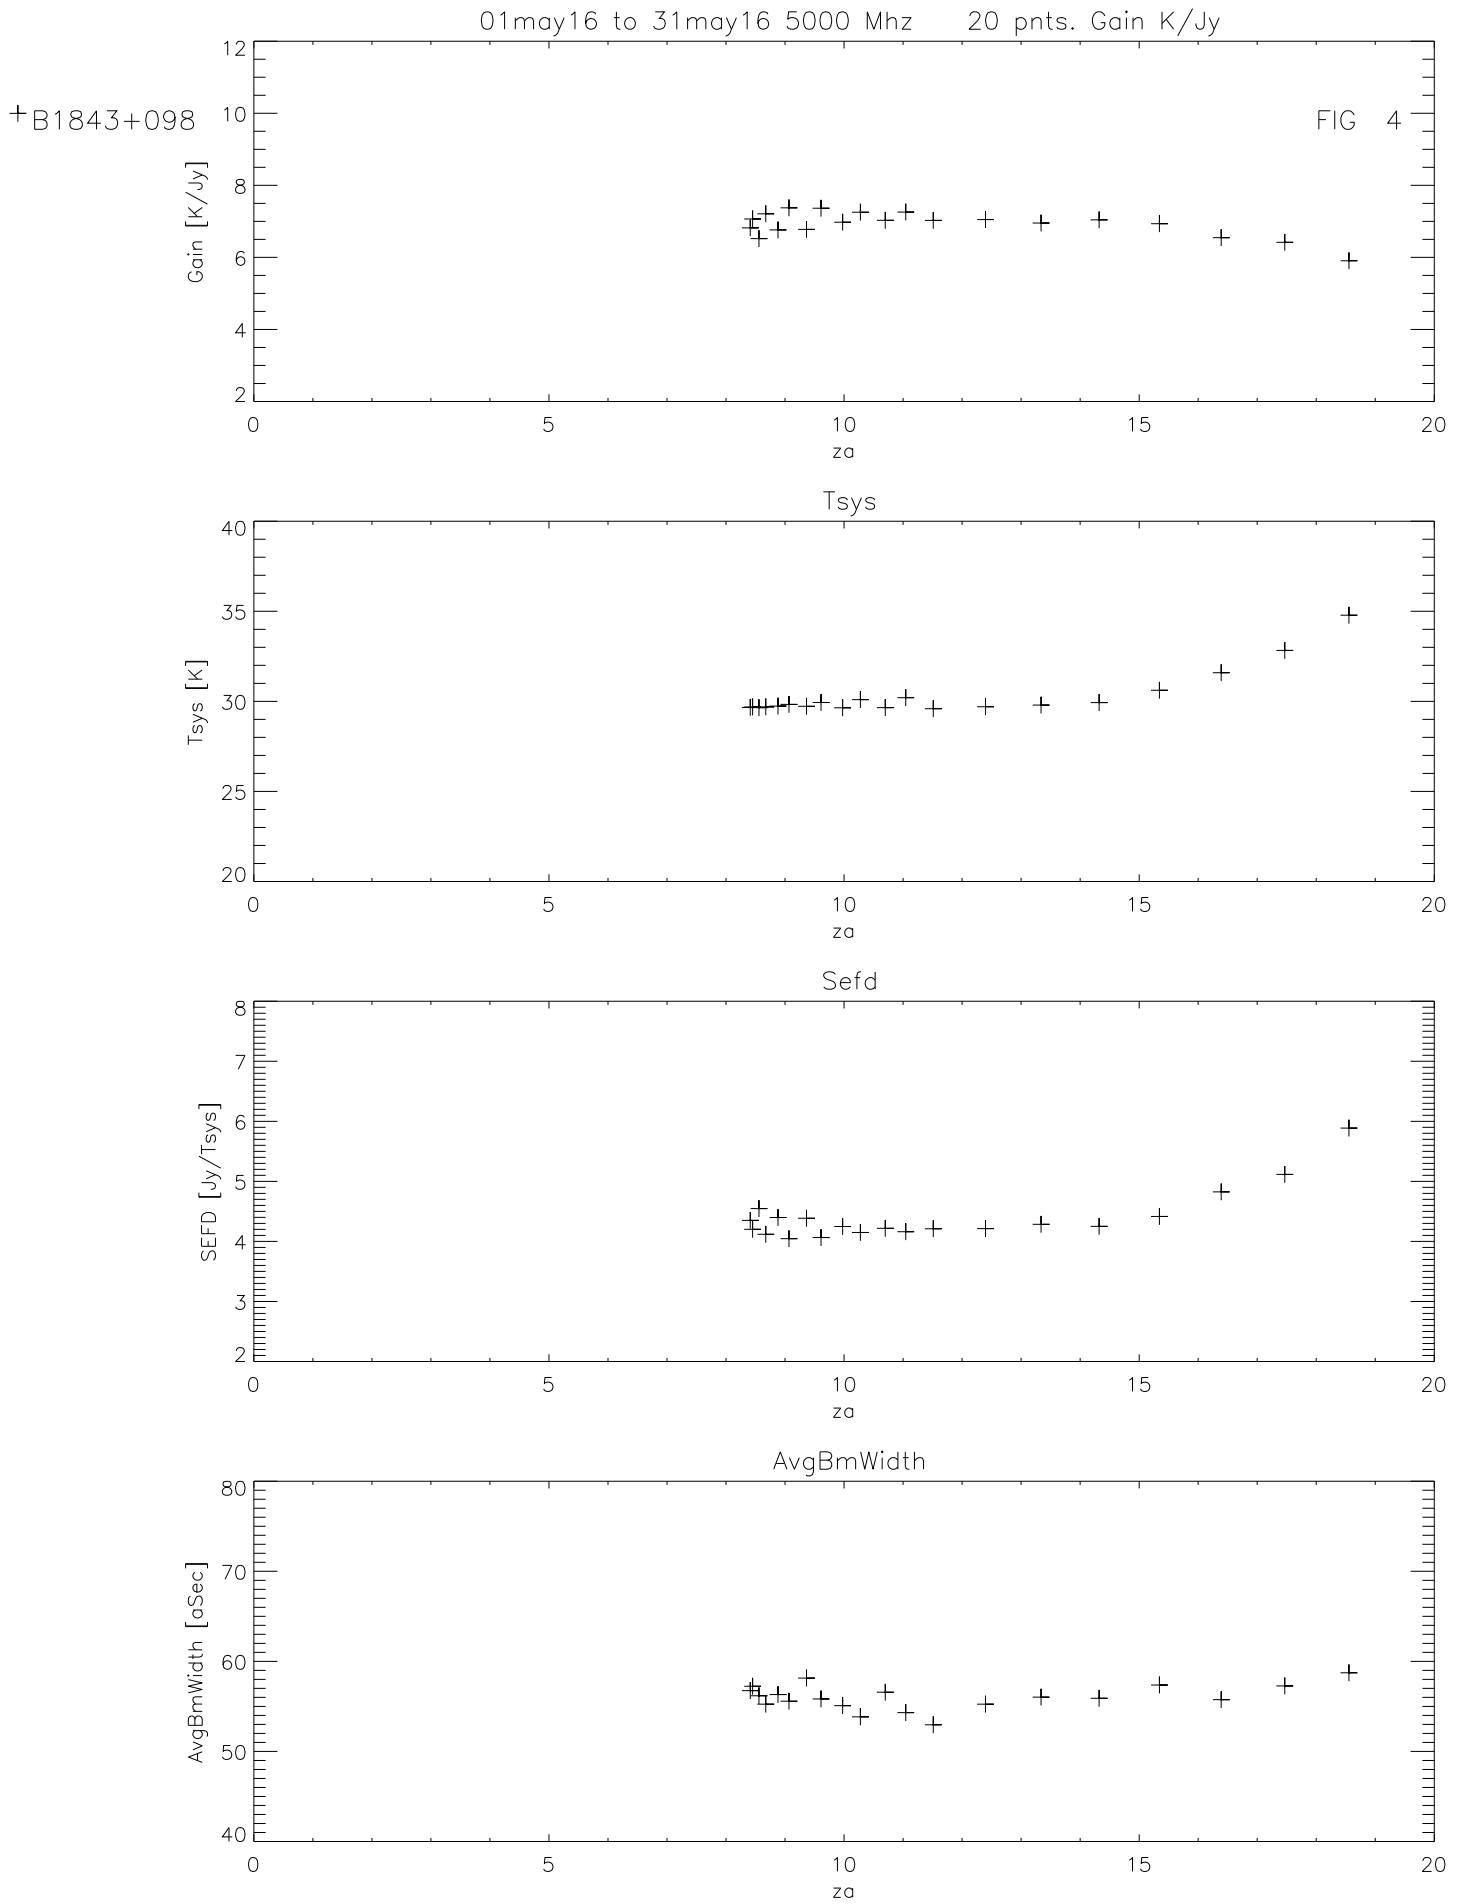 01may16 to 31may16 5000 Mhz 20 pnts. Gain K/Jy
+B1843+098
FIG 4
12
10
8
6
4
2
Gain [K/Jy]
0 5 10 15 20
za
Tsys
40
35
30
25
20
Tsys [K]
0 5 10 15 20
za
Sefd
8
7
6
5
4
3
2
SEFD [Jy/Tsys]
0 5 10 15 20
za
AvgBmWidth
80
70
60
50
40
AvgBmWidth [aSec]
0 5 10 15 20
za